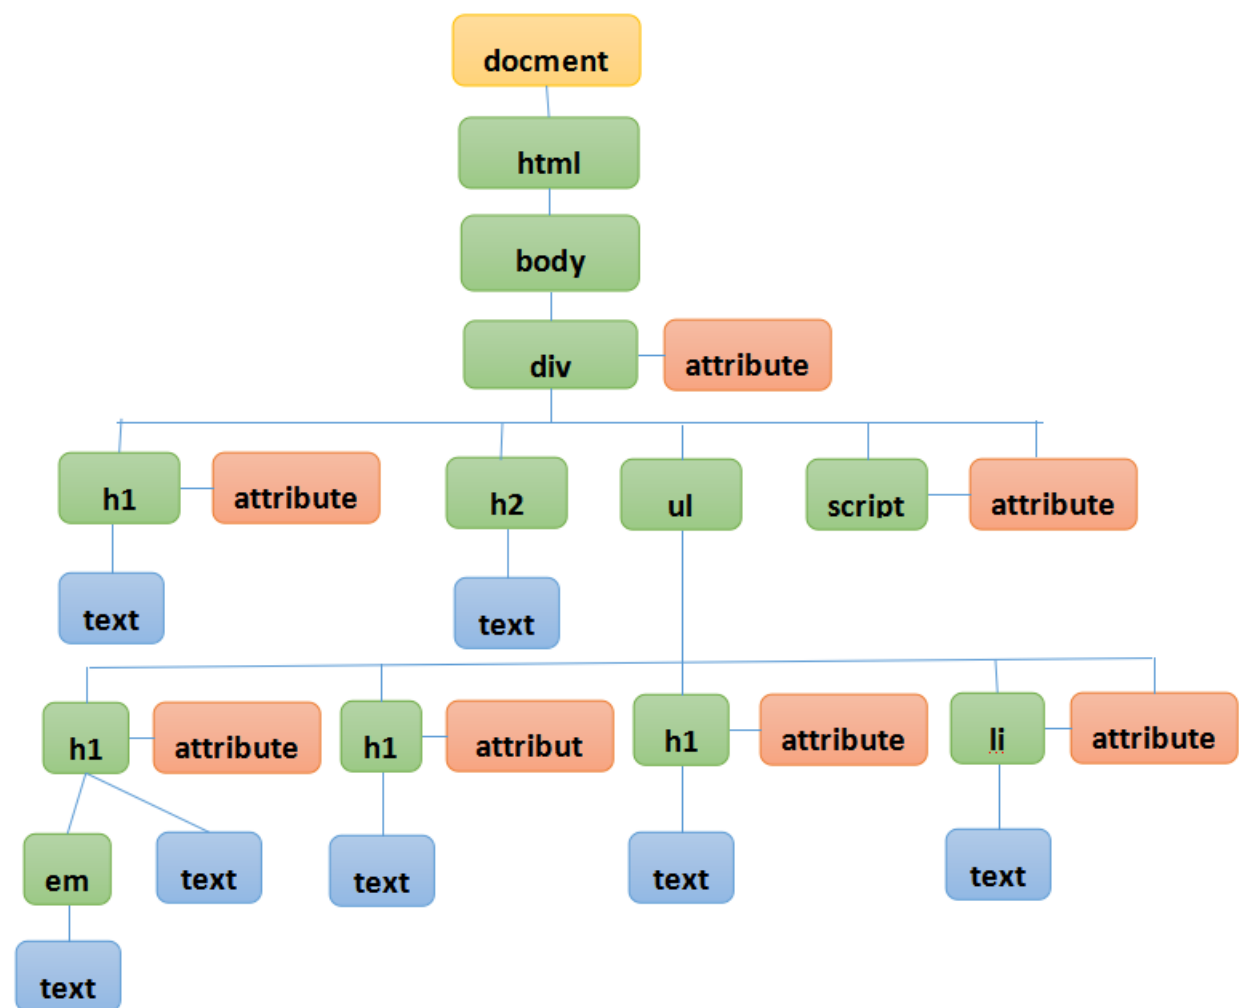 docment
html
body
div
attribute
h1
attribute
h2
ul
script
attribute
text
text
h1
attribute
h1
attribut
h1
attribute
li
attribute
em
text
text
text
text
text